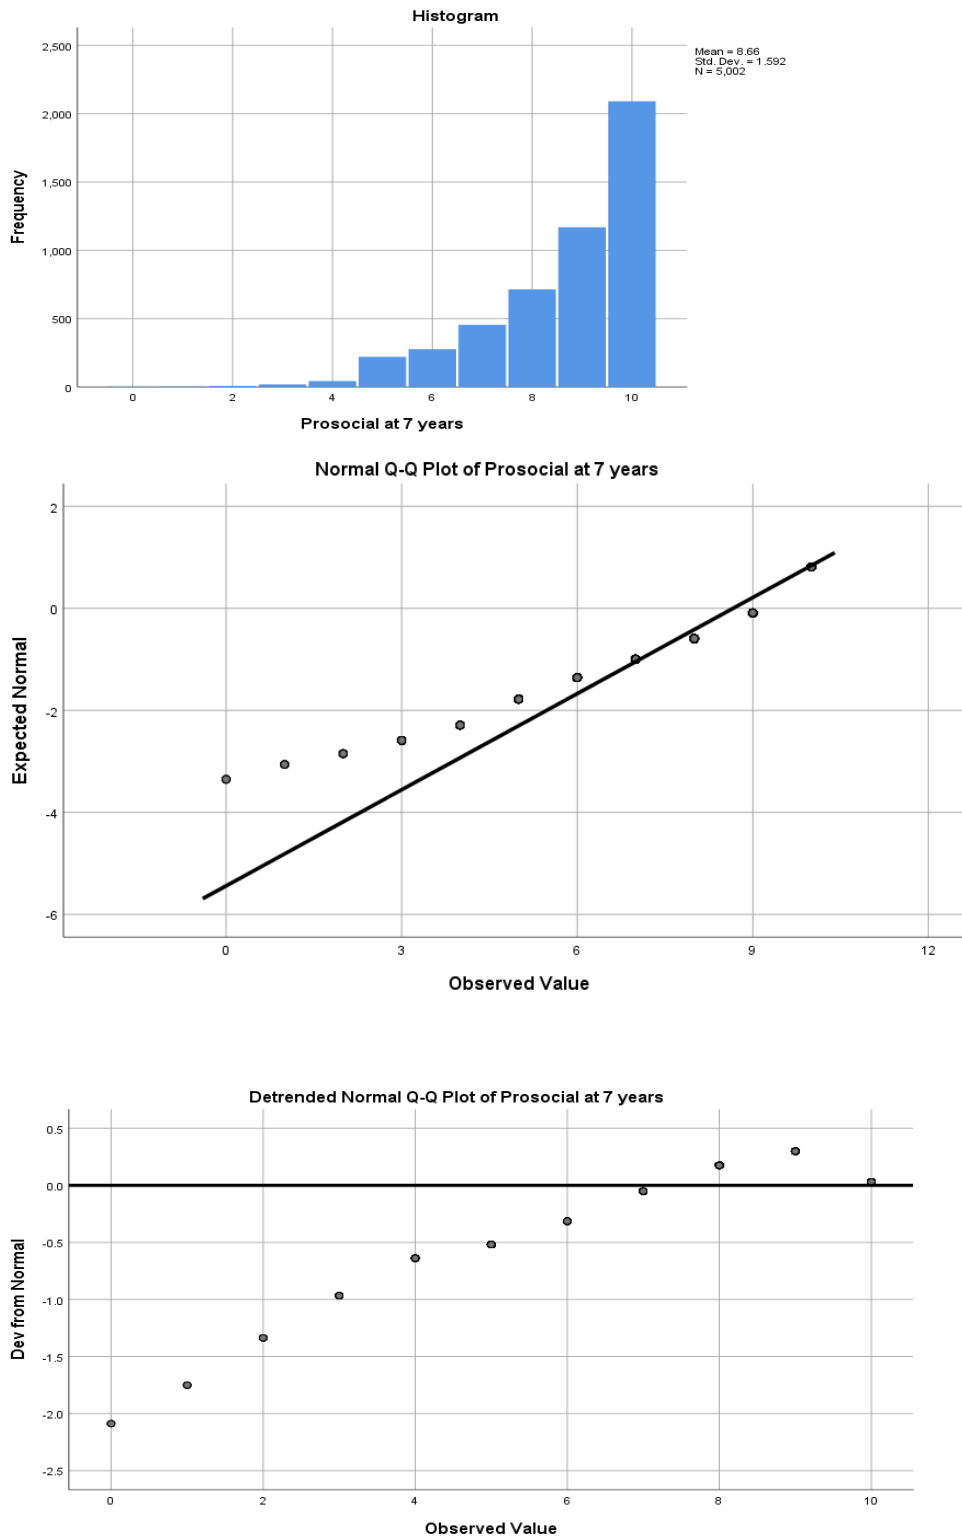 Histogram
Mean = 8.66
Std. Dev. = 1.592
N = 5,002
Frequency
2,500
2,000
1,500
1,000
500
0
0 2 4 6 8 10
Prosocial at 7 years
Normal Q-Q Plot of Prosocial at 7 years
Expected Normal
2
0
-2
-4
-6
0 3 6 9 12
Observed Value
Detrended Normal Q-Q Plot of Prosocial at 7 years
Dev from Normal
0.5
0.0
-0.5
-1.0
-1.5
-2.0
-2.5
0 2 4 6 8 10
Observed Value